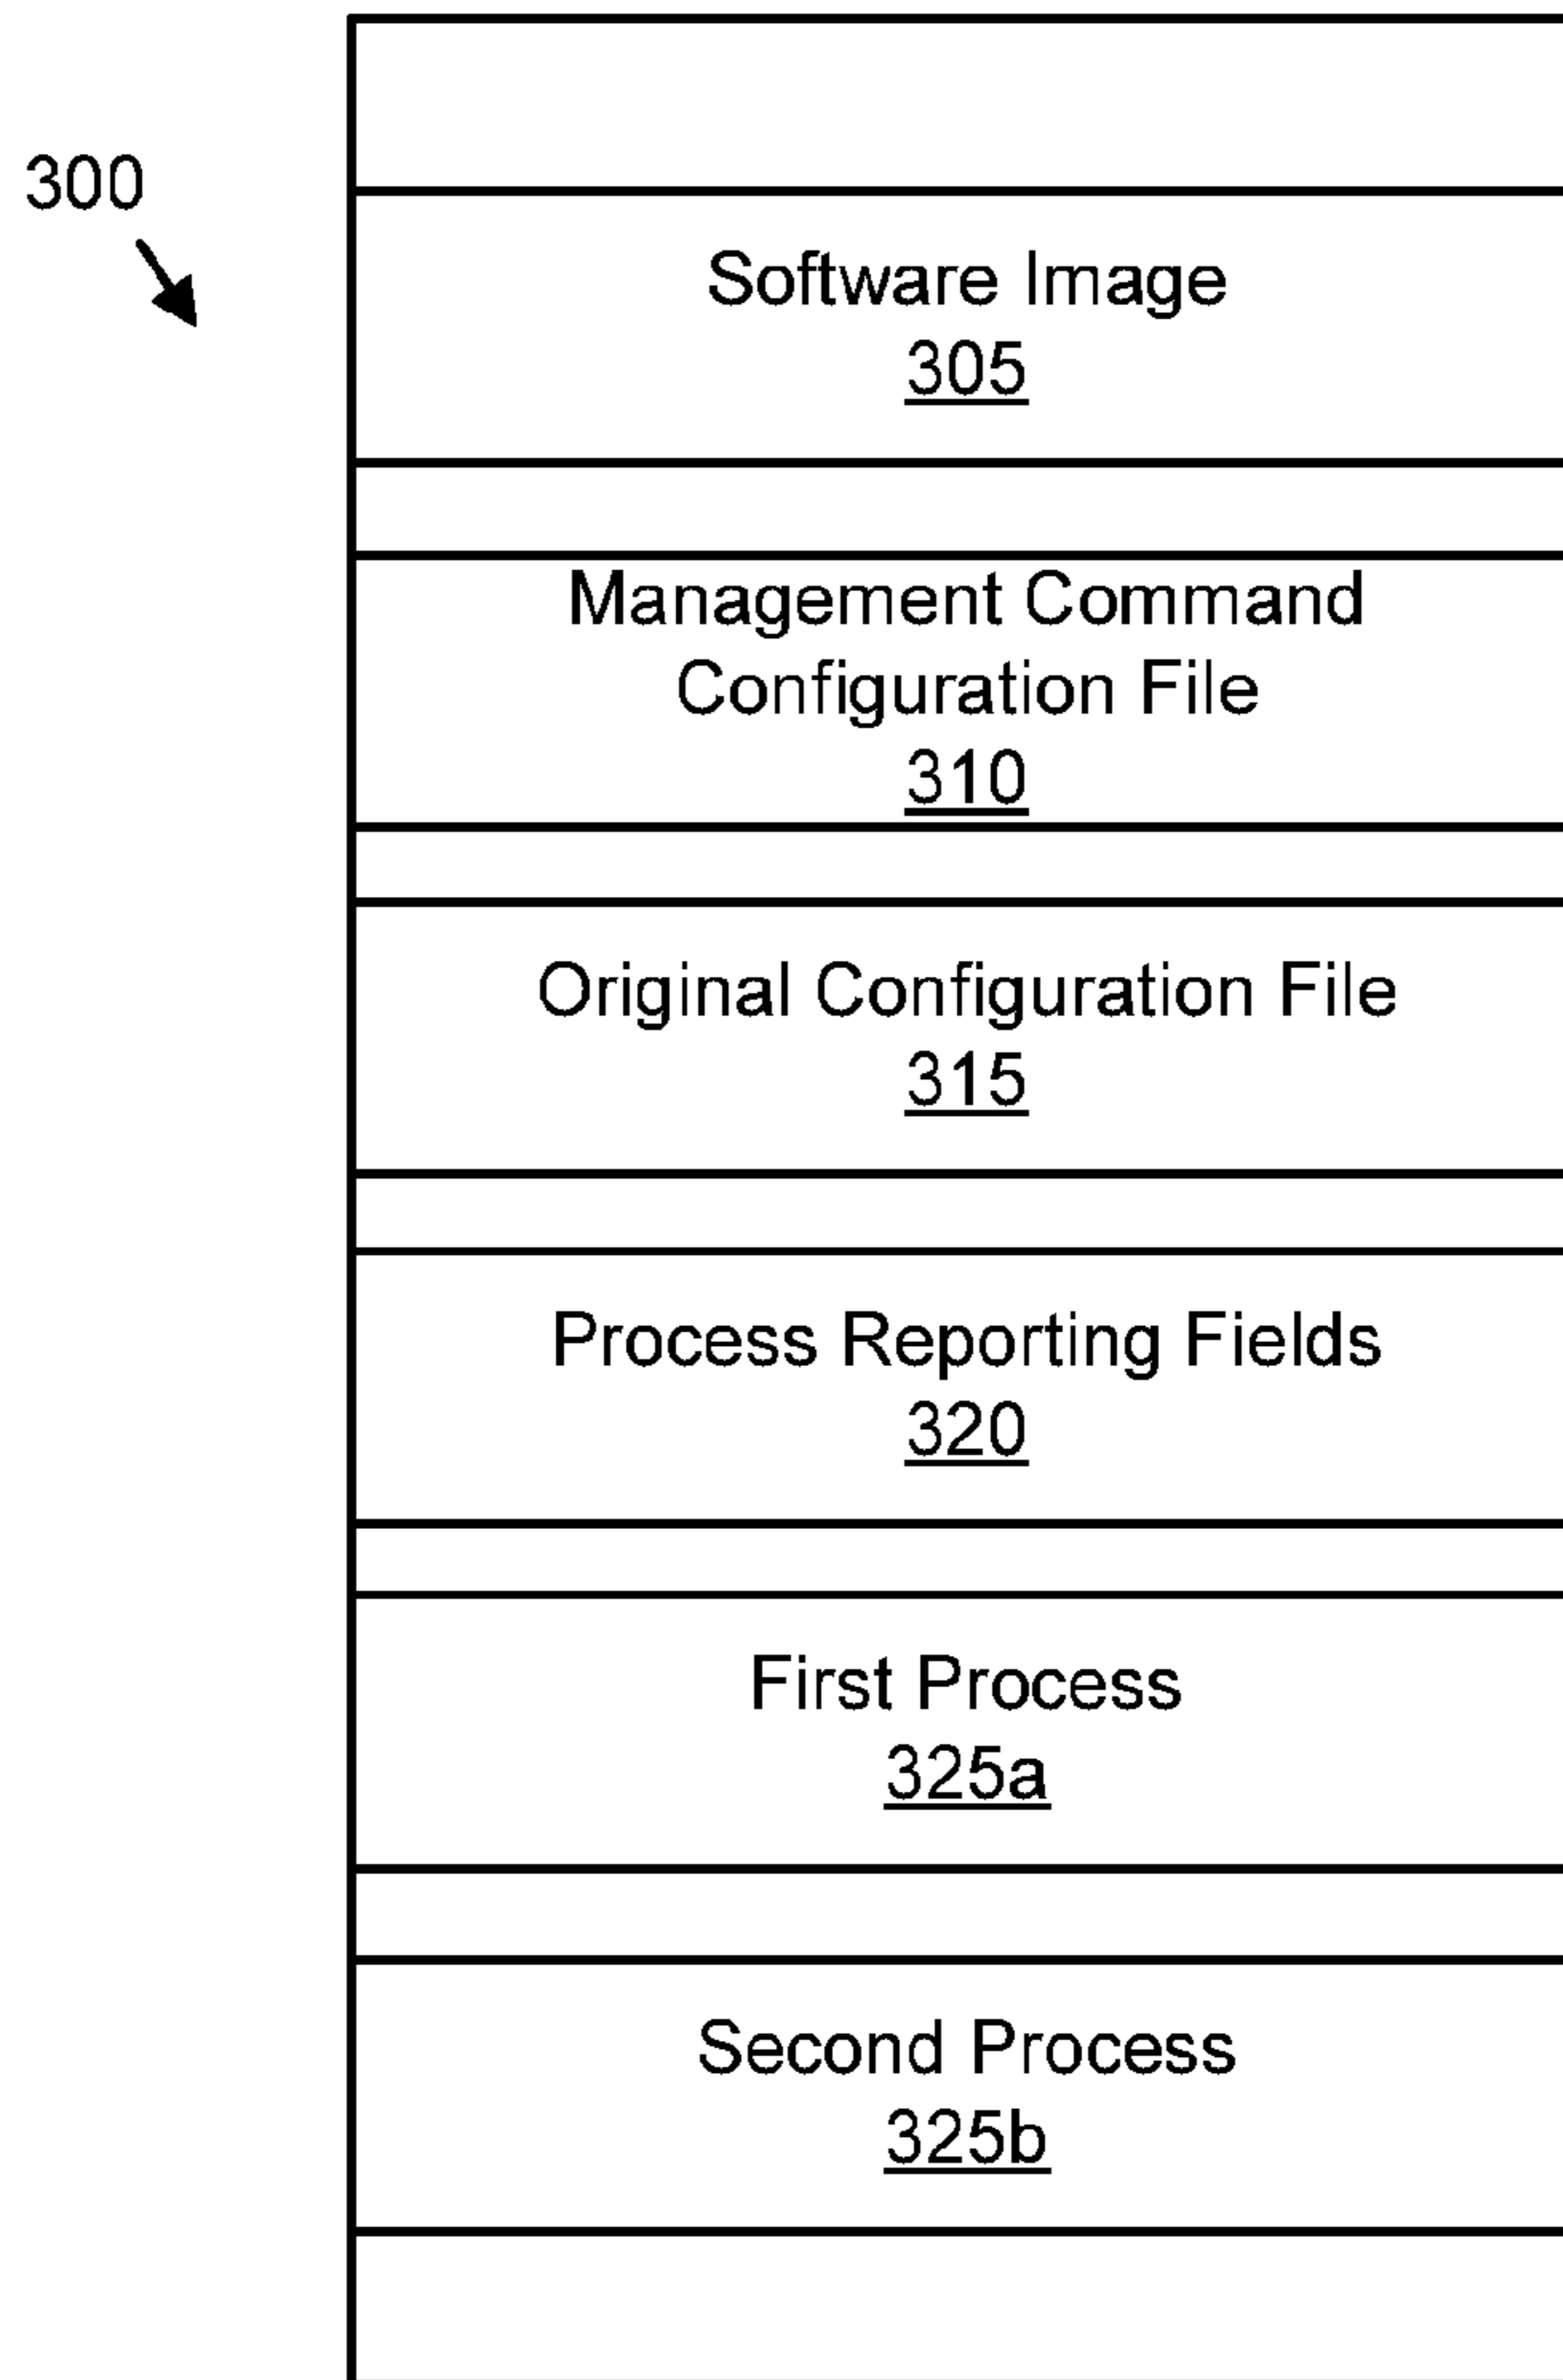 300
Software Image
305
Management Command
Configuration File
310
Original Configuration File
315
Process Reporting Fields
320
First Process
325a
Second Process
325b